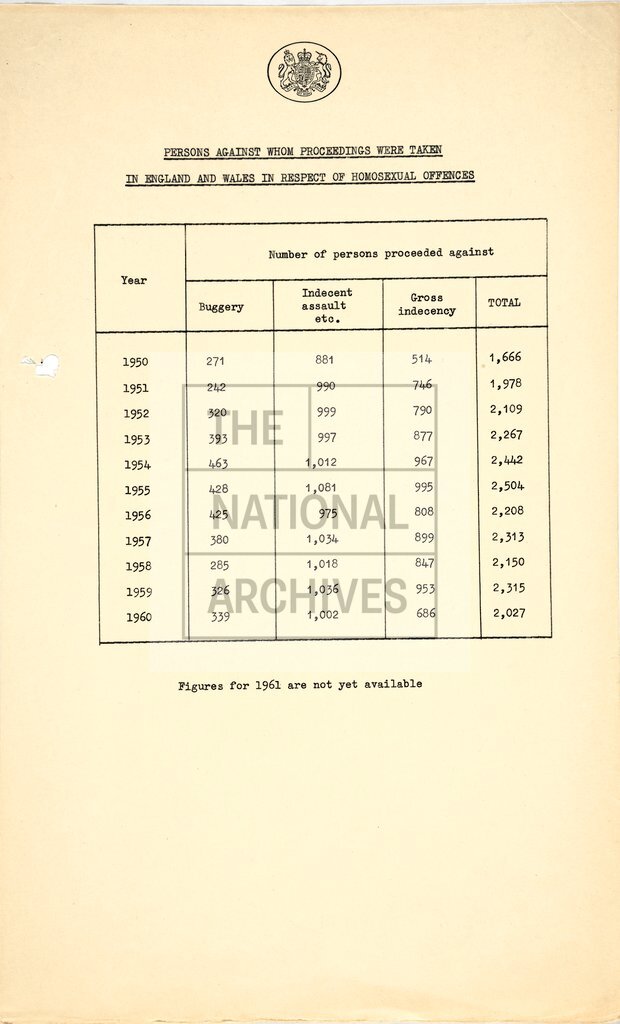 PERSONS AGAINST WHOM PROCEEDINGS WERE TAKEN
IN ENGLAND AND WALES IN RESPECT OF HOMOSEXUAL OFFENCES
Year
Number of persons proceeded against
Buggery
Indecent
assault
etc.
Gross
indecency
TOTAL
1950 271 881 514 1,666
1951 242 990 746 1,978
1952 320 999 790 2,109
1953 393 997 877 2,267
1954 463 1,012 967 2,442
1955 428 1,081 995 2,504
1956 425 975 808 2,208
1957 380 1,034 899 2,313
1958 285 1,018 847 2,150
1959 326 1,036 953 2,315
1960 339 1,002 686 2,027
THE
NATIONAL
ARCHIVES
Figures for 1961 are not yet available